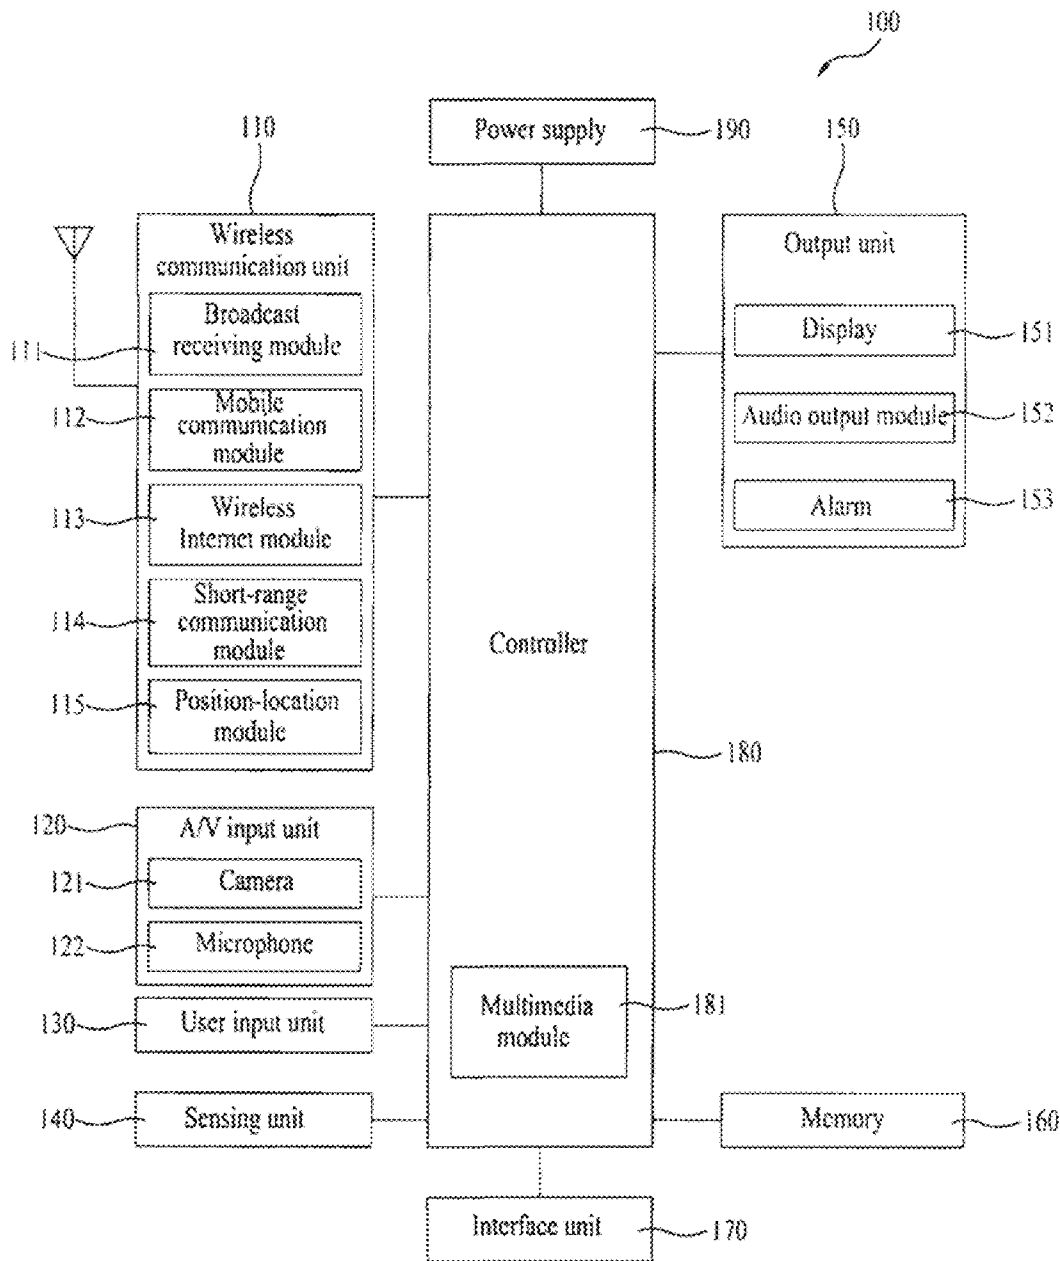 100
Power supply
190
110
150
Wireless
communication unit
Broadcast
receiving module
111
Mobile
communication
module
112
Wireless
Internet module
113
Short-range
communication
module
114
Position-location
module
115
Output unit
Display
151
Audio output module
152
Alarm
153
Controller
180
120
A/V input unit
121
Camera
122
Microphone
Multimedia
module
181
130
User input unit
140
Sensing unit
Memory
160
Interface unit
170